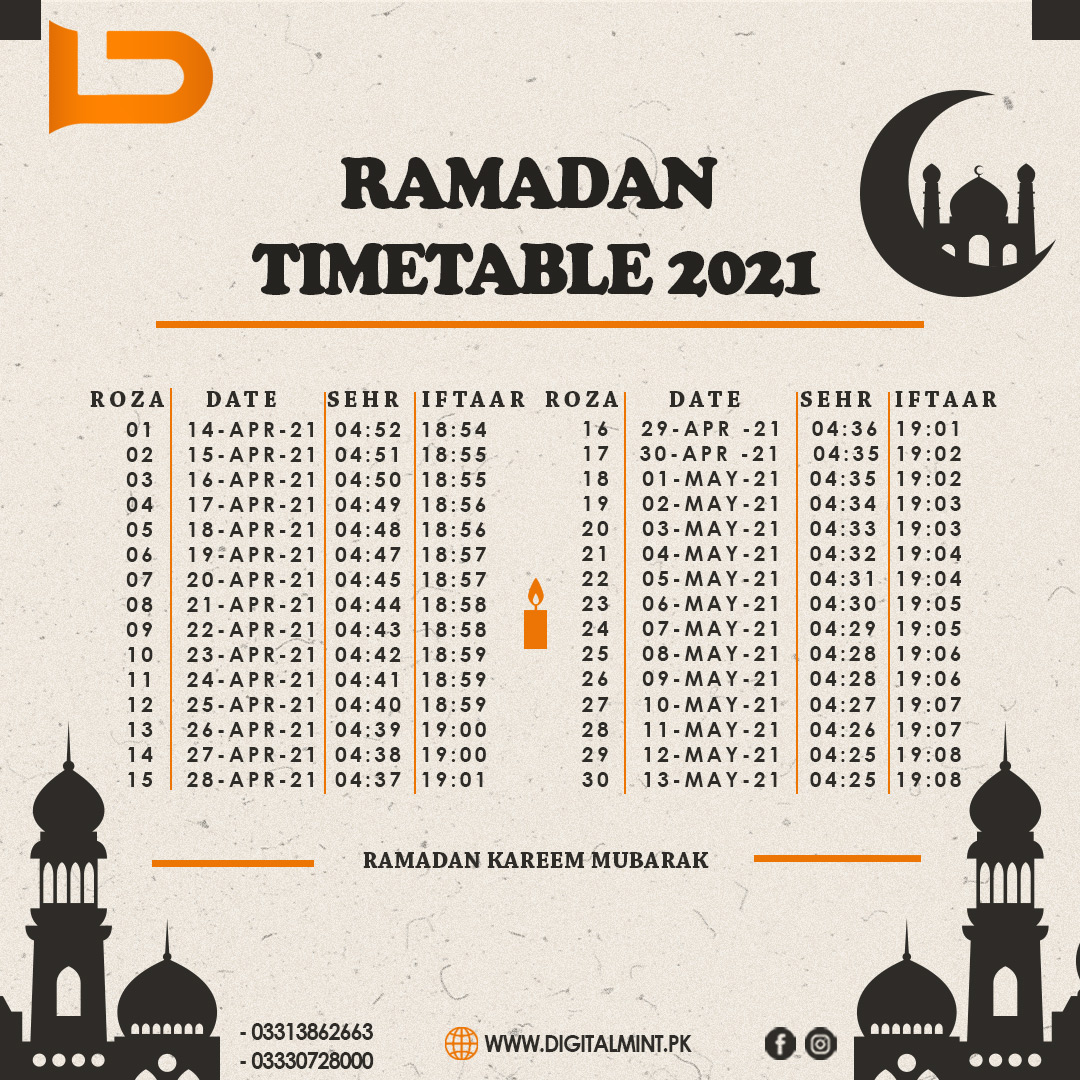 RAMADAN
TIMETABLE 2021
ROZA DATE SEHR IFTAAR ROZA DATE SEHR IFTAAR
01 14-APR-21 04:52 18:54 16 29-APR -21 04:36 19:01
02 15-APR-21 04:51 18:55 17 30-APR -21 04:35 19:02
03 16-APR-21 04:50 18:55 18 01-MAY-21 04:35 19:02
04 17-APR-21 04:49 18:56 19 02-MAY-21 04:34 19:03
05 18-APR-21 04:48 18:56 20 03-MAY-21 04:33 19:03
06 19-APR-21 04:47 18:57 21 04-MAY-21 04:32 19:04
07 20-APR-21 04:45 18:57 22 05-MAY-21 04:31 19:04
08 21-APR-21 04:44 18:58 23 06-MAY-21 04:30 19:05
09 22-APR-21 04:43 18:58 24 07-MAY-21 04:29 19:05
10 23-APR-21 04:42 18:59 25 08-MAY-21 04:28 19:06
11 24-APR-21 04:41 18:59 26 09-MAY-21 04:28 19:06
12 25-APR-21 04:40 18:59 27 10-MAY-21 04:27 19:07
13 26-APR-21 04:39 19:00 28 11-MAY-21 04:26 19:07
14 27-APR-21 04:38 19:00 29 12-MAY-21 04:25 19:08
15 28-APR-21 04:37 19:01 30 13-MAY-21 04:25 19:08
RAMADAN KAREEM MUBARAK
- 03313862663
- 03330728000
WWW.DIGITALMINT.PK